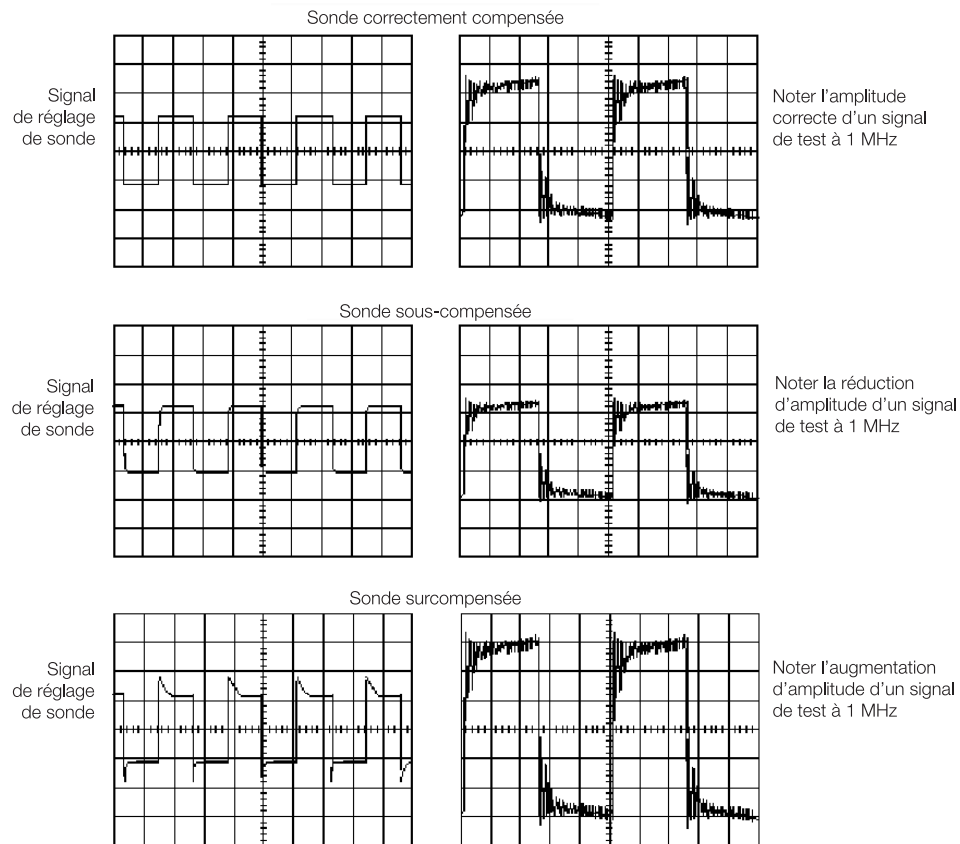 Sonde correctement compensée
Signal
de réglage
de sonde
Noter l'amplitude
correcte d'un signal
de test à 1 MHz
Sonde sous-compensée
Signal
de réglage
de sonde
Noter la réduction
d'amplitude d'un signal
de test à 1 MHz
Sonde surcompensée
Signal
de réglage
de sonde
Noter l'augmentation
d'amplitude d'un signal
de test à 1 MHz